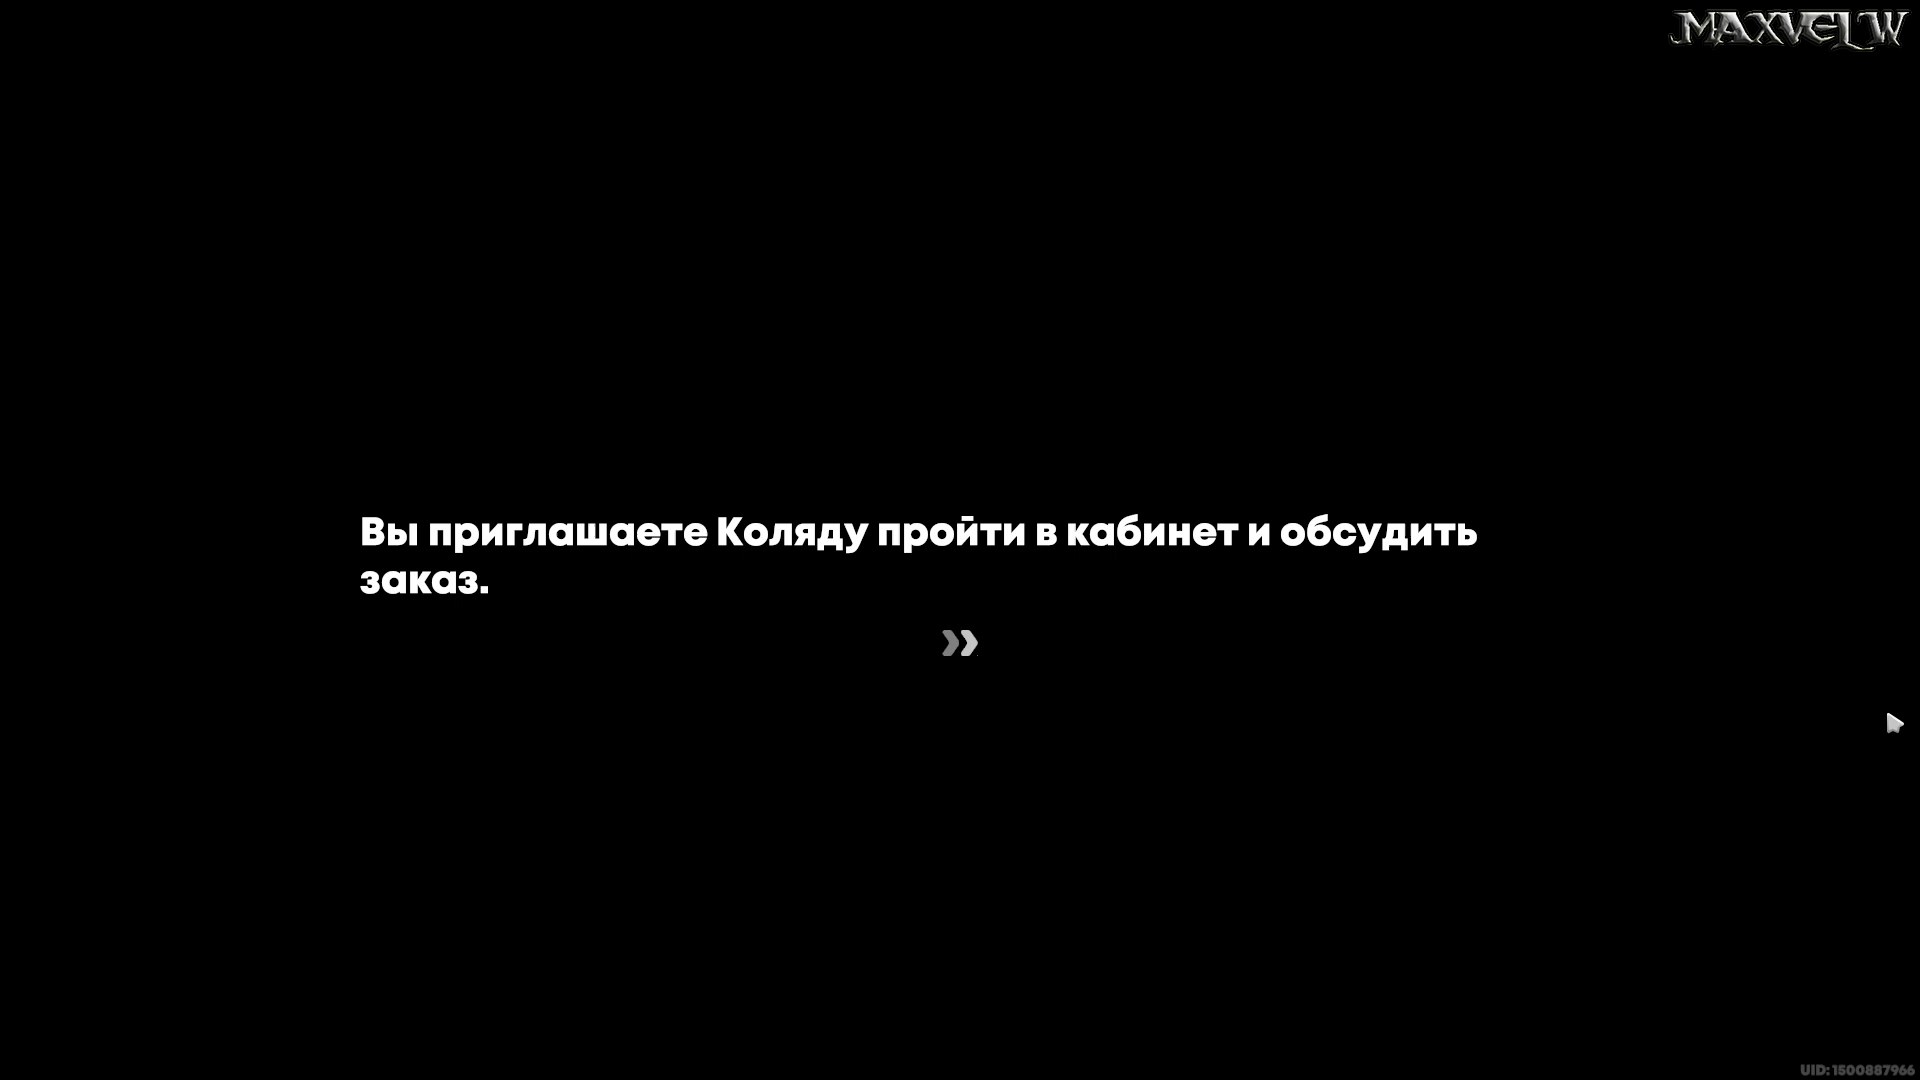 MAXVELW
Вы приглашаете Коляду пройти в кабинет и обсудить
заказ.
UID: 1500887966